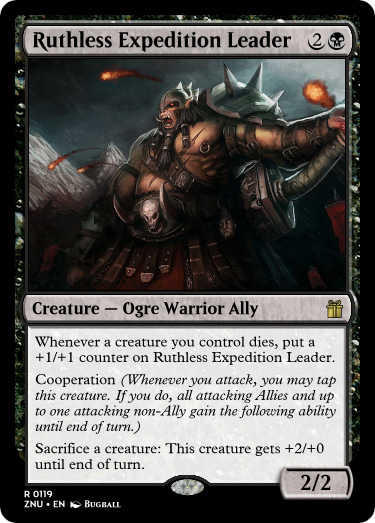 Ruthless Expedition Leader 2
Creature — Ogre Warrior Ally
Whenever a creature you control dies, put a
+1/+1 counter on Ruthless Expedition Leader.
Cooperation (Whenever you attack, you may tap
this creature. If you do, all attacking Allies and up
to one attacking non-Ally gain the following ability
until end of turn.)
Sacrifice a creature: This creature gets +2/+0
until end of turn.
2/2
R 0119
ZNU • EN Bugball